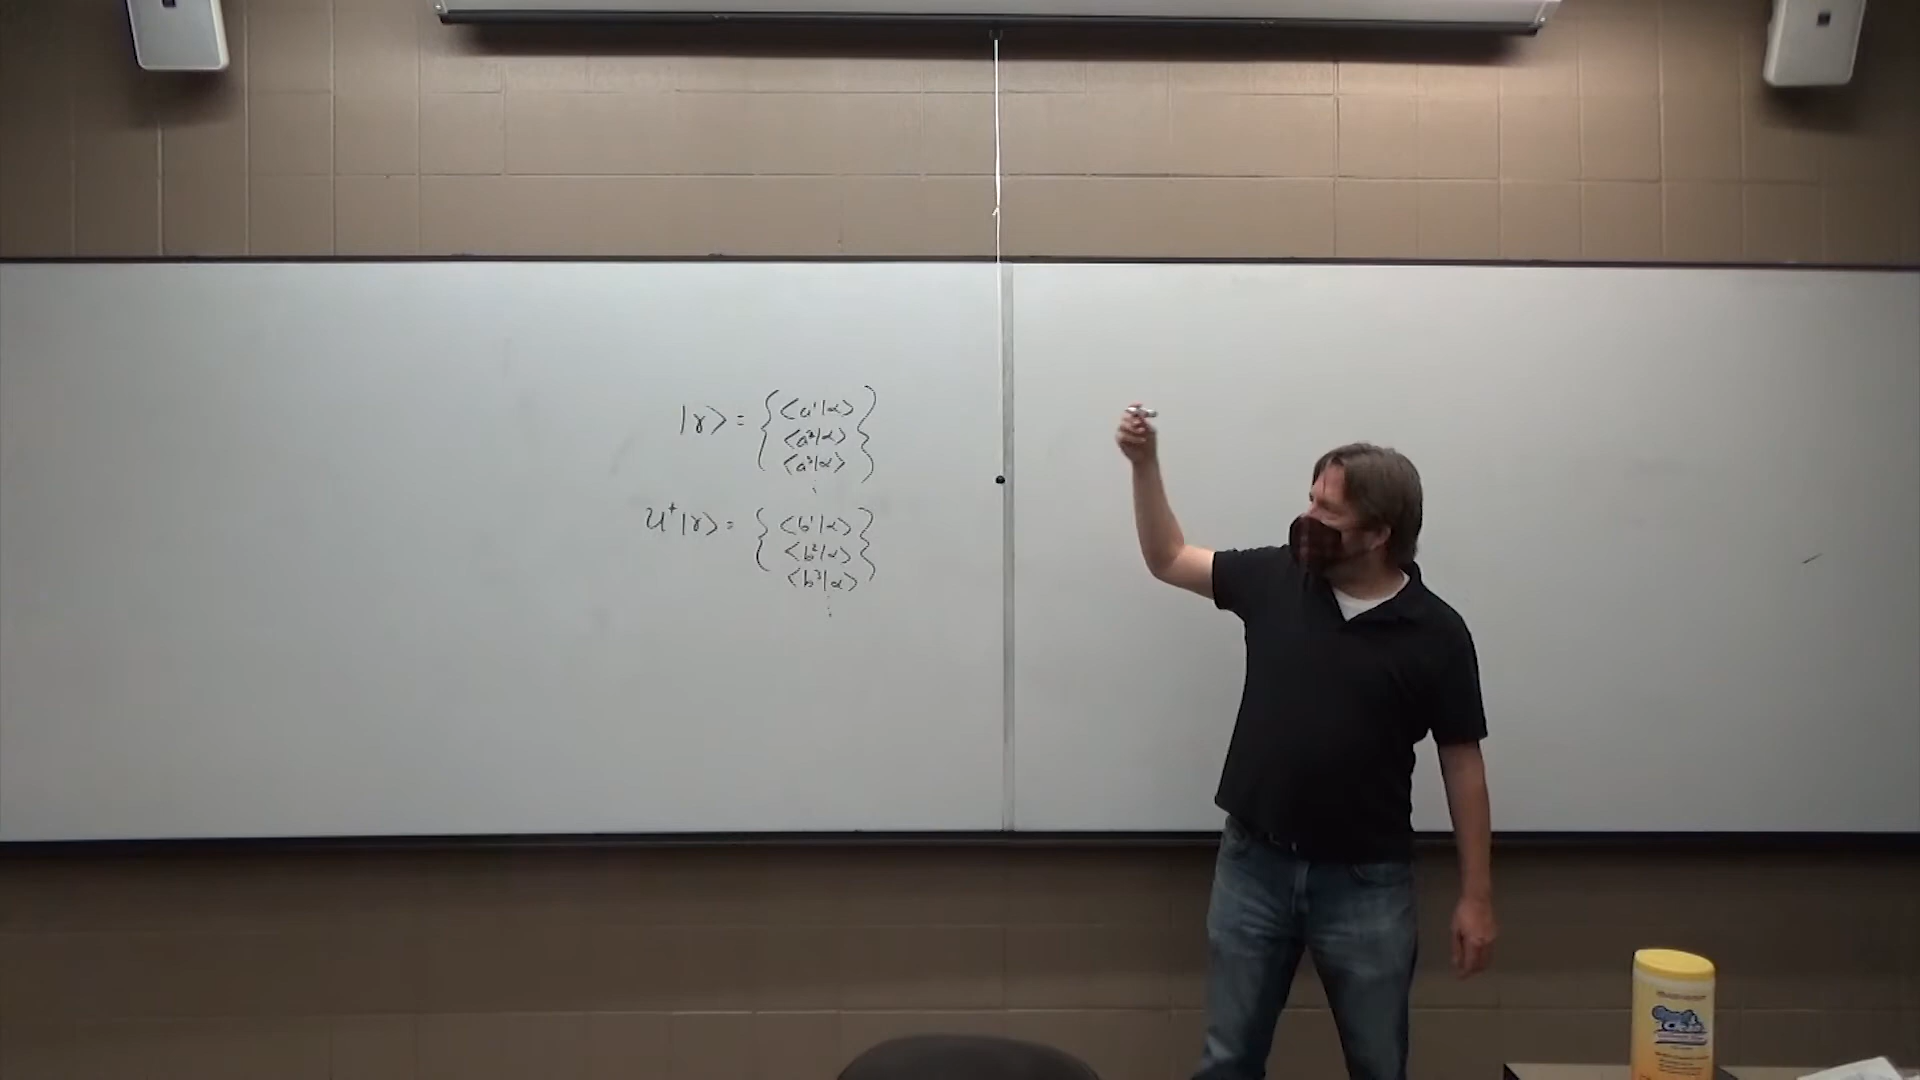 |γ> = {<a¹|α>
<a²|α>
<a³|α>}
⋮
U⁺|γ> = {<b¹|α>
<b²|α>
<b³|α>}
⋮